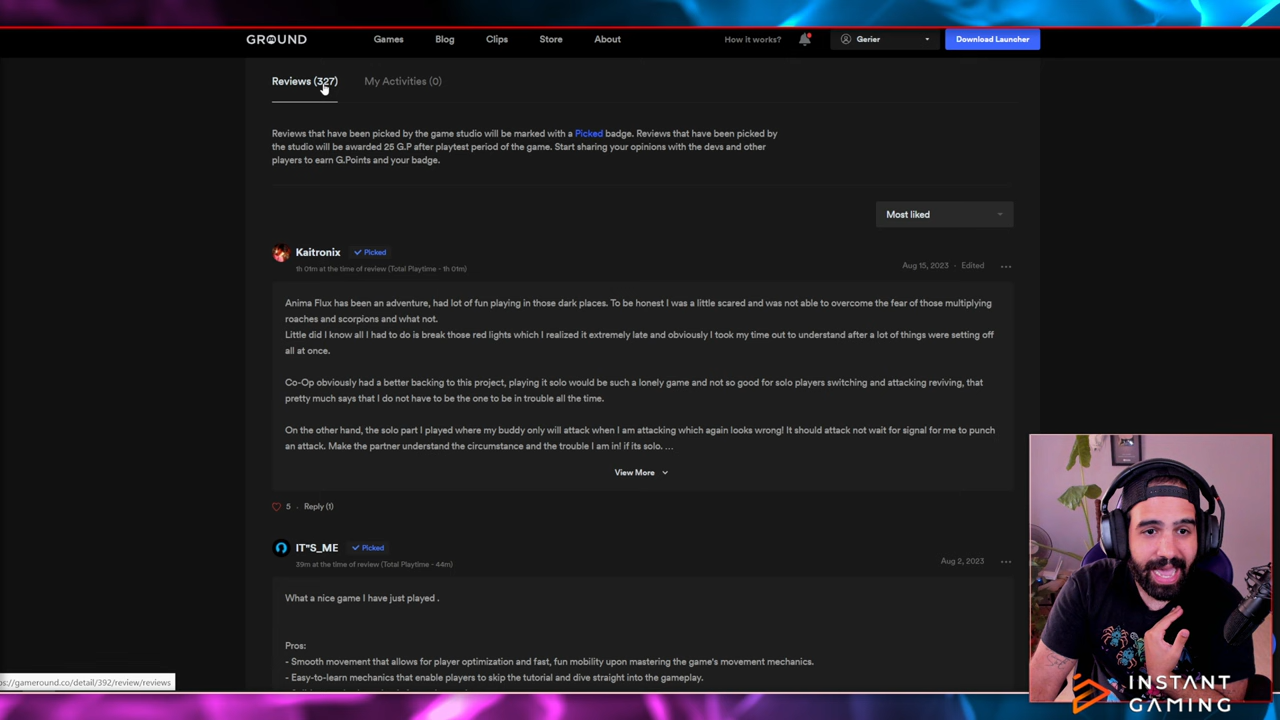 GROUND
Games
Blog
Clips
Store
About
How it works?
Gerier
Download Launcher
Reviews (327)
My Activities (0)
Reviews that have been picked by the game studio will be marked with a Picked badge. Reviews that have been picked by
the studio will be awarded 25 G.P after playtest period of the game. Start sharing your opinions with the devs and other
players to earn G.Points and your badge.
Most liked
Kaitronix
Picked
1h 01m at the time of review (Total Playtime - 1h 01m)
Aug 15, 2023 · Edited
Anima Flux has been an adventure, had lot of fun playing in those dark places. To be honest I was a little scared and was not able to overcome the fear of those multiplying
roaches and scorpions and what not.
Little did I know all I had to do is break those red lights which I realized it extremely late and obviously I took my time out to understand after a lot of things were setting off
all at once.
Co-Op obviously had a better backing to this project, playing it solo would be such a lonely game and not so good for solo players switching and attacking reviving, that
pretty much says that I do not have to be the one to be in trouble all the time.
On the other hand, the solo part I played where my buddy only will attack when I am attacking which again looks wrong! It should attack not wait for signal for me to punch
an attack. Make the partner understand the circumstance and the trouble I am in! if its solo. ...
View More
5 . Reply (1)
IT"S_ME
Picked
39m at the time of review (Total Playtime - 44m)
Aug 2, 2023
What a nice game I have just played .
Pros:
- Smooth movement that allows for player optimization and fast, fun mobility upon mastering the game's movement mechanics.
- Easy-to-learn mechanics that enable players to skip the tutorial and dive straight into the gameplay.
ps://gameround.co/detail/392/review/reviews
INSTANT
GAMING